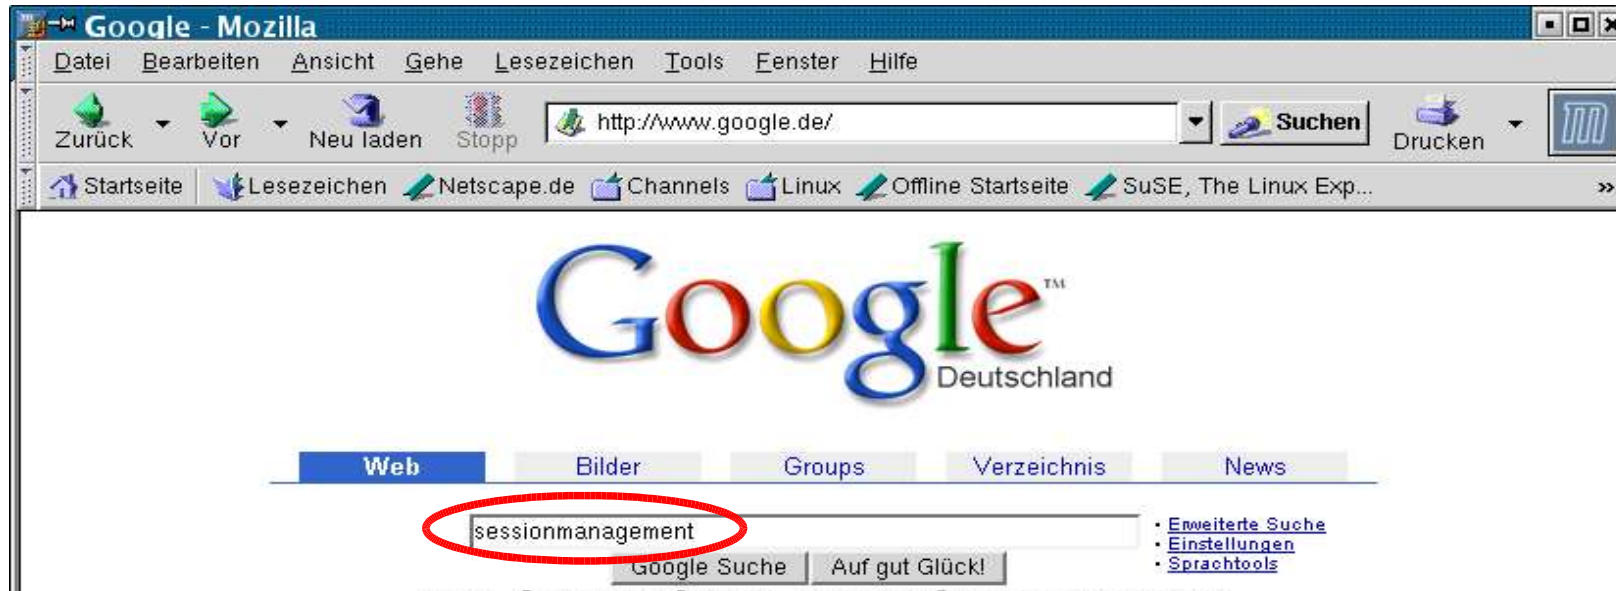 Google - Mozilla
Datei Bearbeiten Ansicht Gehe Lesezeichen Tools Fenster Hilfe
Zurück Vor Neu laden Stopp http://www.google.de/ Suchen Drucken
Startseite Lesezeichen Netscape.de Channels Linux Offline Startseite SuSE, The Linux Exp... »
Google™
Deutschland
Web Bilder Groups Verzeichnis News
sessionmanagement
• Erweiterte Suche
• Einstellungen
• Sprachtools
Google Suche Auf gut Glück!